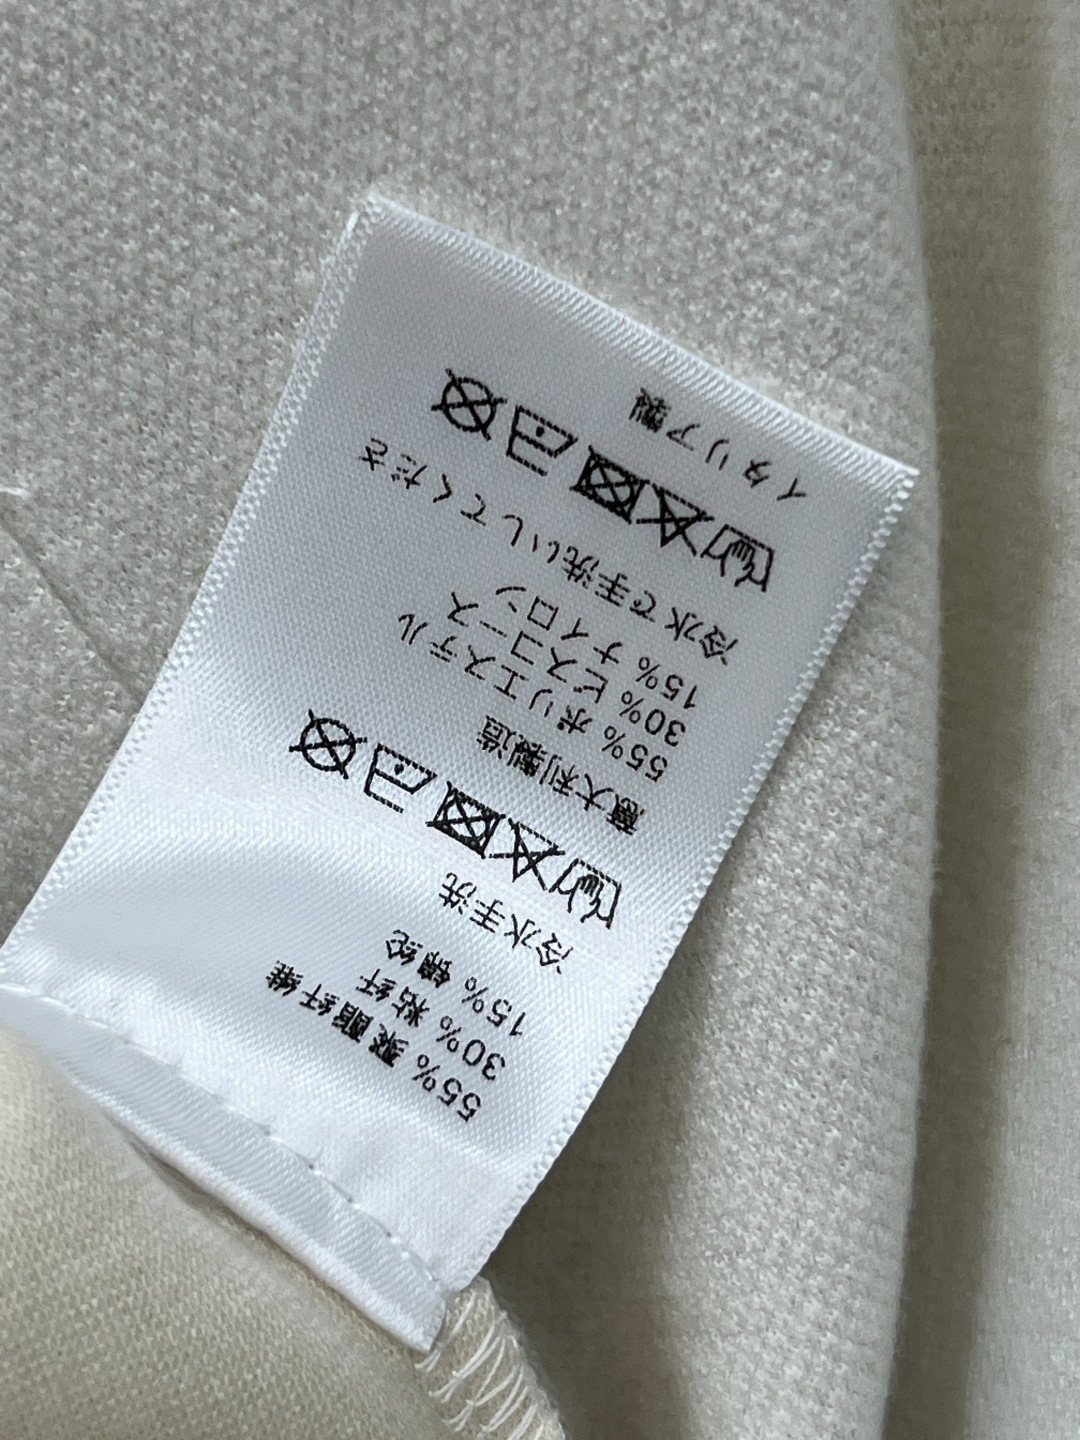 55% 聚酯纤维
30% 粘纤
15% 锦纶
冷水手洗
意大利製造
55% ポリエステル
30% ビスコース
15% ナイロン
冷水で手洗いしてくださ
イタリア製